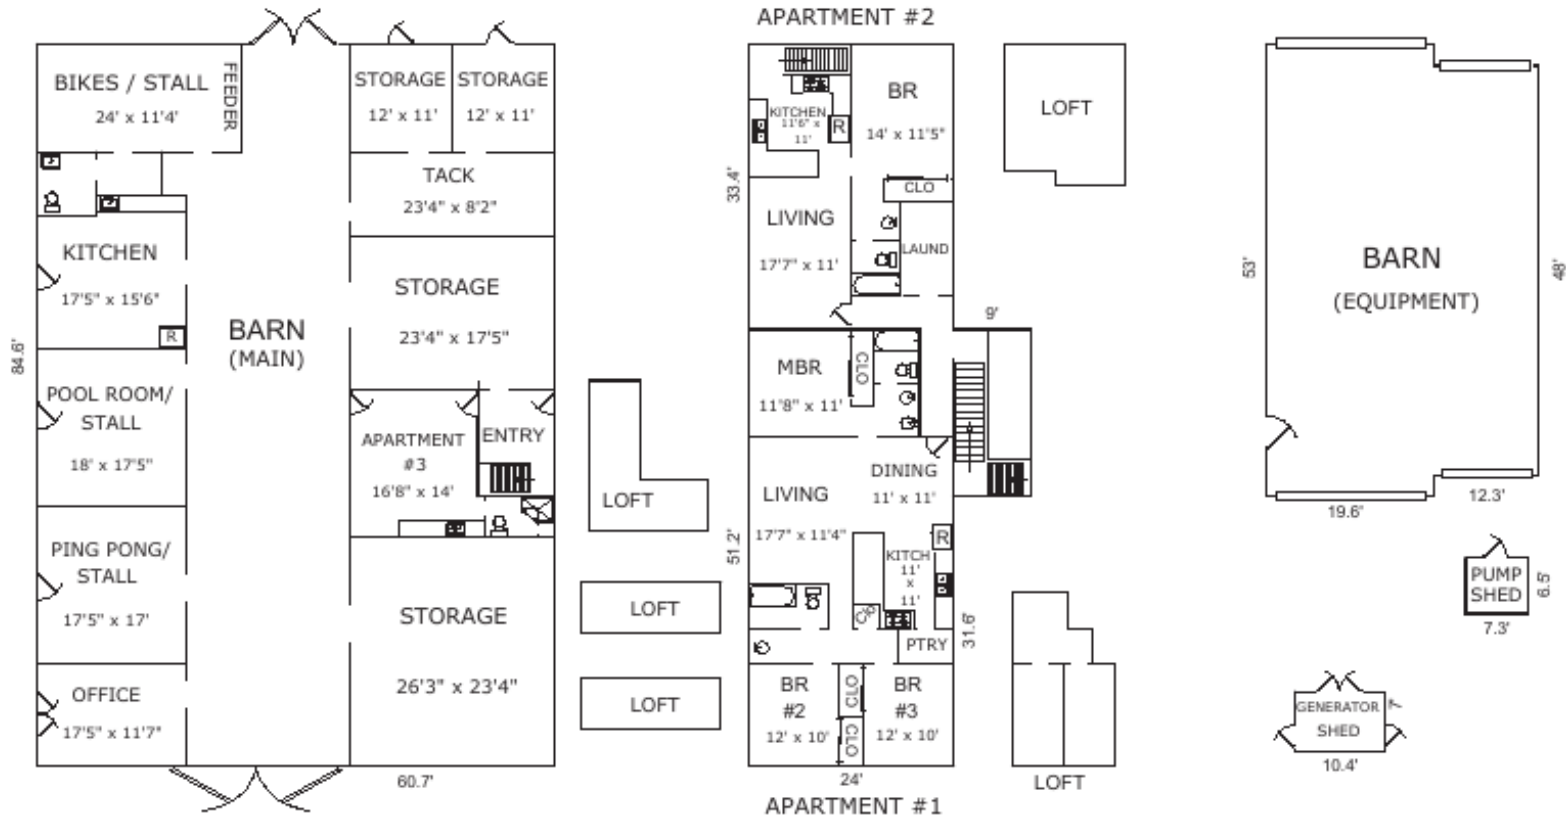 APARTMENT #2
BIKES / STALL
24' x 11'4"
FEEDER
STORAGE
12' x 11'
STORAGE
12' x 11'
TACK
23'4" x 8'2"
KITCHEN
17'5" x 15'6"
R
STORAGE
23'4" x 17'5"
BARN
(MAIN)
84.6'
POOL ROOM/
STALL
18' x 17'5"
APARTMENT
#3
16'8" x 14'
ENTRY
PING PONG/
STALL
17'5" x 17'
STORAGE
26'3" x 23'4"
OFFICE
17'5" x 11'7"
60.7'
LOFT
LOFT
LOFT
KITCHEN
11'6" x
11'
R
BR
14' x 11'5"
CLO
33.4'
LIVING
17'7" x 11'
LAUND
9'
MBR
11'8" x 11'
CLO
LIVING
17'7" x 11'4"
DINING
11' x 11'
R
KITCH
11'
x
11'
51.2'
31.6'
PTRY
BR
#2
12' x 10'
CLO
CLO
BR
#3
12' x 10'
24'
APARTMENT #1
LOFT
LOFT
BARN
(EQUIPMENT)
53'
48'
19.6'
12.3'
PUMP
SHED
6.5'
7.3'
GENERATOR
SHED
7'
10.4'